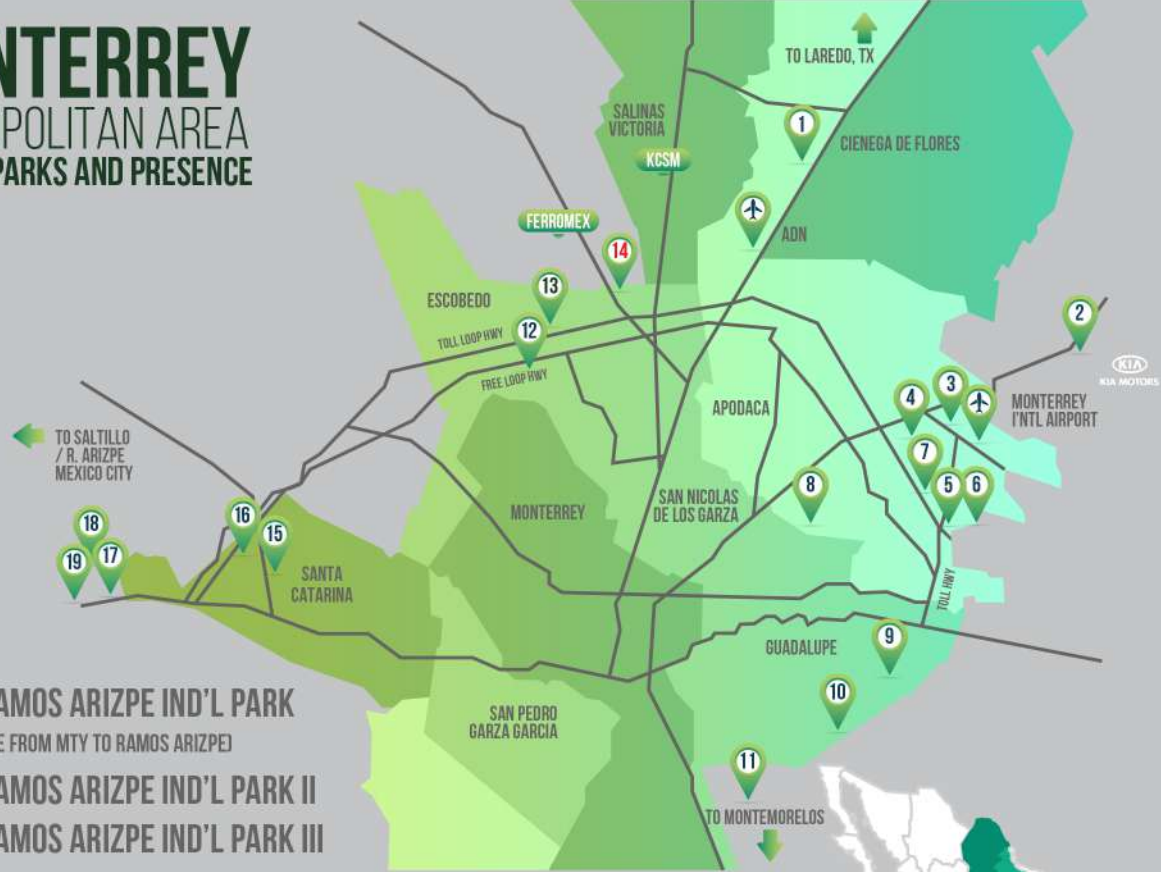 NTERREY
POLITAN AREA
PARKS AND PRESENCE
TO LAREDO, TX
SALINAS
VICTORIA
1
CIENEGA DE FLORES
KCSM
FERROMEX
ADN
14
13
ESCOBEDO
12
TOLL LOOP HWY
FREE LOOP HWY
2
KIA
KIA MOTORS
3
4
MONTERREY
I'NTL AIRPORT
APODACA
TO SALTILLO
/ R. ARIZPE
MEXICO CITY
7
5
6
8
SAN NICOLAS
DE LOS GARZA
MONTERREY
16
15
18
19
17
SANTA
CATARINA
TOLL HWY
9
GUADALUPE
10
SAN PEDRO
GARZA GARCIA
11
TO MONTEMORELOS
AMOS ARIZPE IND'L PARK
E FROM MTY TO RAMOS ARIZPE)
AMOS ARIZPE IND'L PARK II
AMOS ARIZPE IND'L PARK III